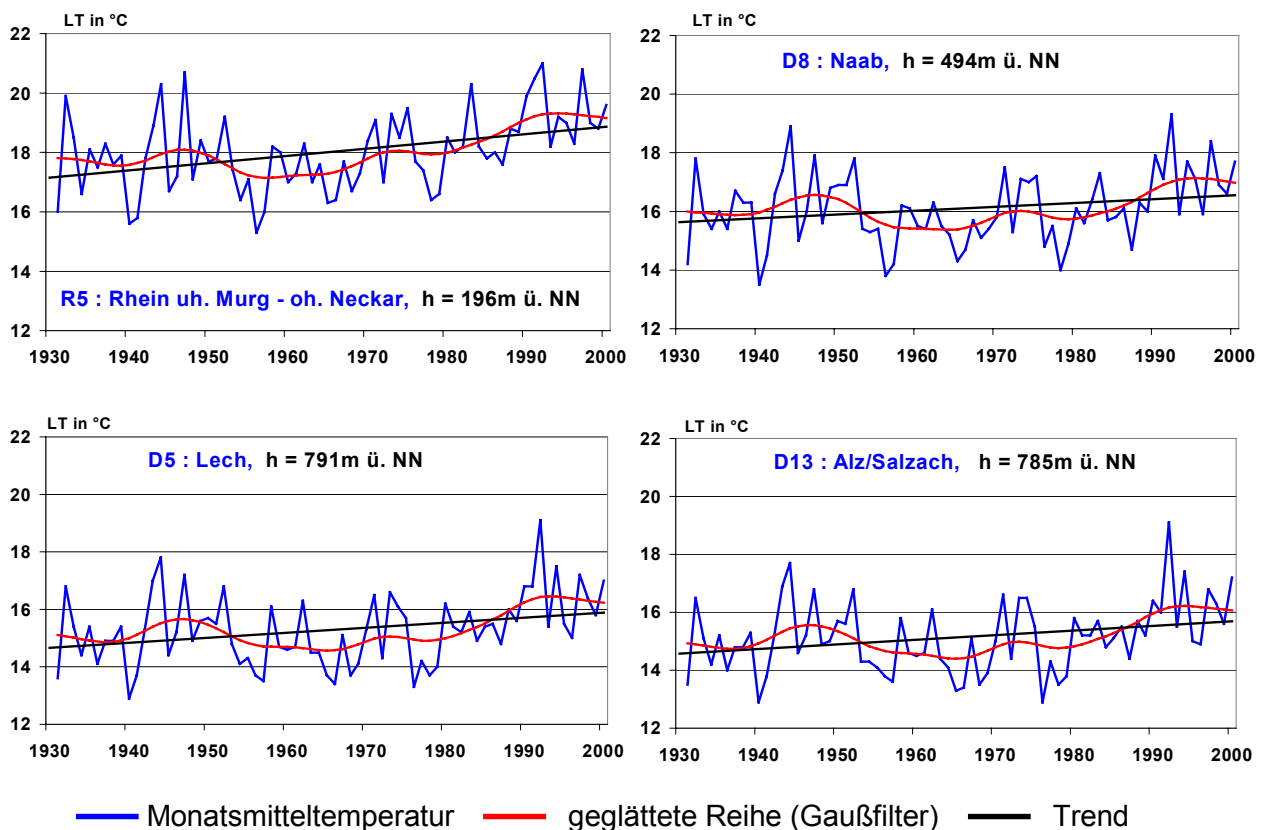 LT in °C
22
20
18
16
14
12
R5 : Rhein uh. Murg - oh. Neckar, h = 196m ü. NN
1930 1940 1950 1960 1970 1980 1990 2000
LT in °C
22
20
18
16
14
12
D8 : Naab, h = 494m ü. NN
1930 1940 1950 1960 1970 1980 1990 2000
LT in °C
22
20
18
16
14
12
D5 : Lech, h = 791m ü. NN
1930 1940 1950 1960 1970 1980 1990 2000
LT in °C
22
20
18
16
14
12
D13 : Alz/Salzach, h = 785m ü. NN
1930 1940 1950 1960 1970 1980 1990 2000
Monatsmitteltemperatur geglättete Reihe (Gaußfilter) Trend